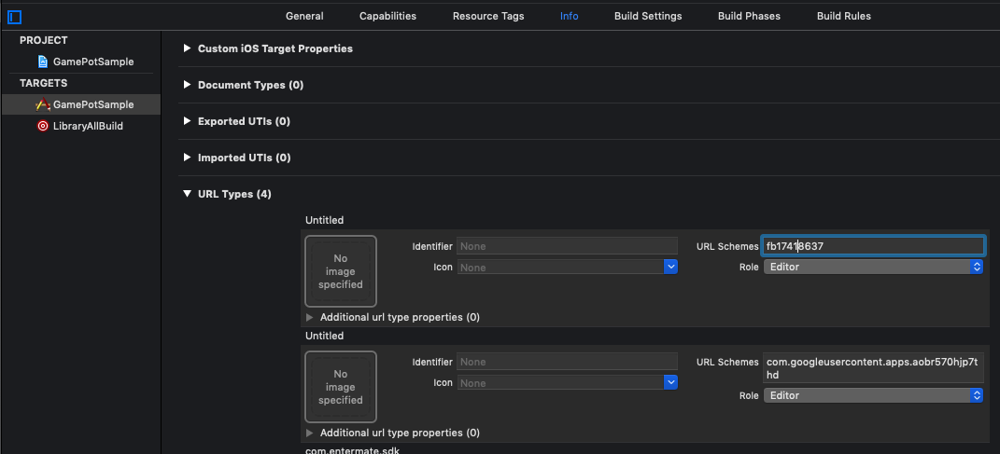 General Capabilities Resource Tags Info Build Settings Build Phases Build Rules
PROJECT
GamePotSample
TARGETS
GamePotSample
LibraryAllBuild
Custom iOS Target Properties
Document Types (0)
Exported UTIs (0)
Imported UTIs (0)
URL Types (4)
Untitled
No
image
specified
Identifier None
Icon None
URL Schemes fb17418637
Role Editor
Additional url type properties (0)
Untitled
No
image
specified
Identifier None
Icon None
URL Schemes com.googleusercontent.apps.aobr570hjp7t
hd
Role Editor
Additional url type properties (0)
com.entermate.sdk